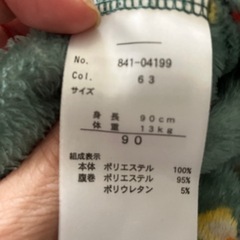 No. 841-04199
Col. 63
サイズ
身長 90cm
体重 13kg
90
組成表示
本体 ポリエステル 100%
腹巻 ポリエステル 95%
ポリウレタン 5%